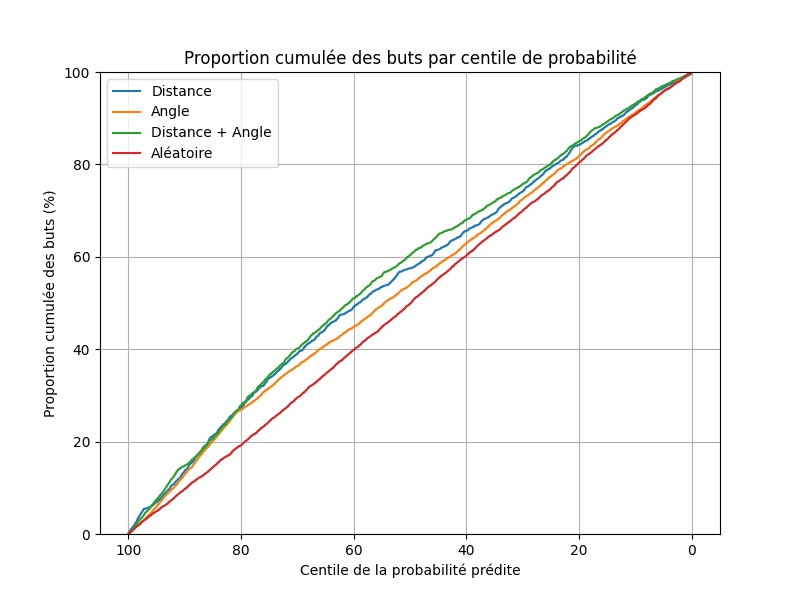 Proportion cumulée des buts par centile de probabilité
Proportion cumulée des buts (%)
100
80
60
40
20
0
Distance
Angle
Distance + Angle
Aléatoire
100 80 60 40 20 0
Centile de la probabilité prédite